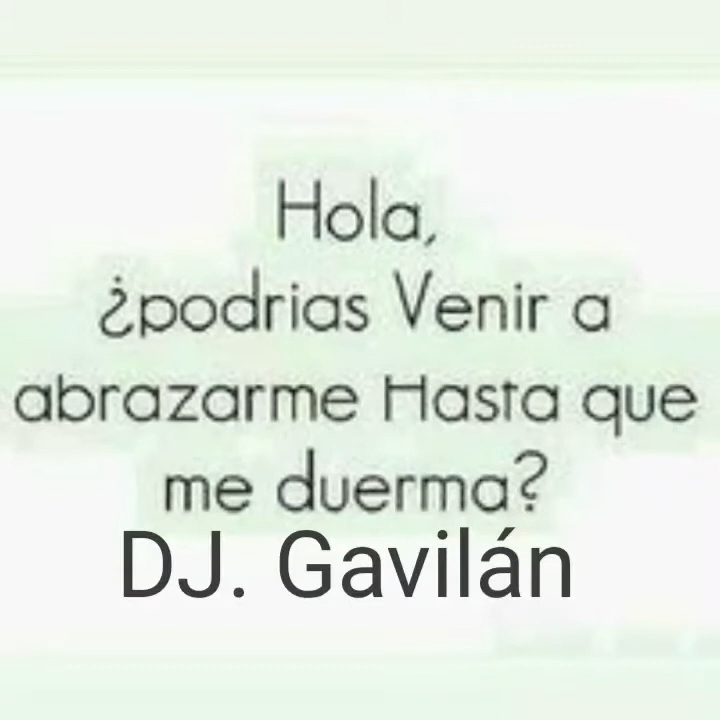 Hola,
¿podrias Venir a
abrazarme Hasta que
me duerma?
DJ. Gavilán